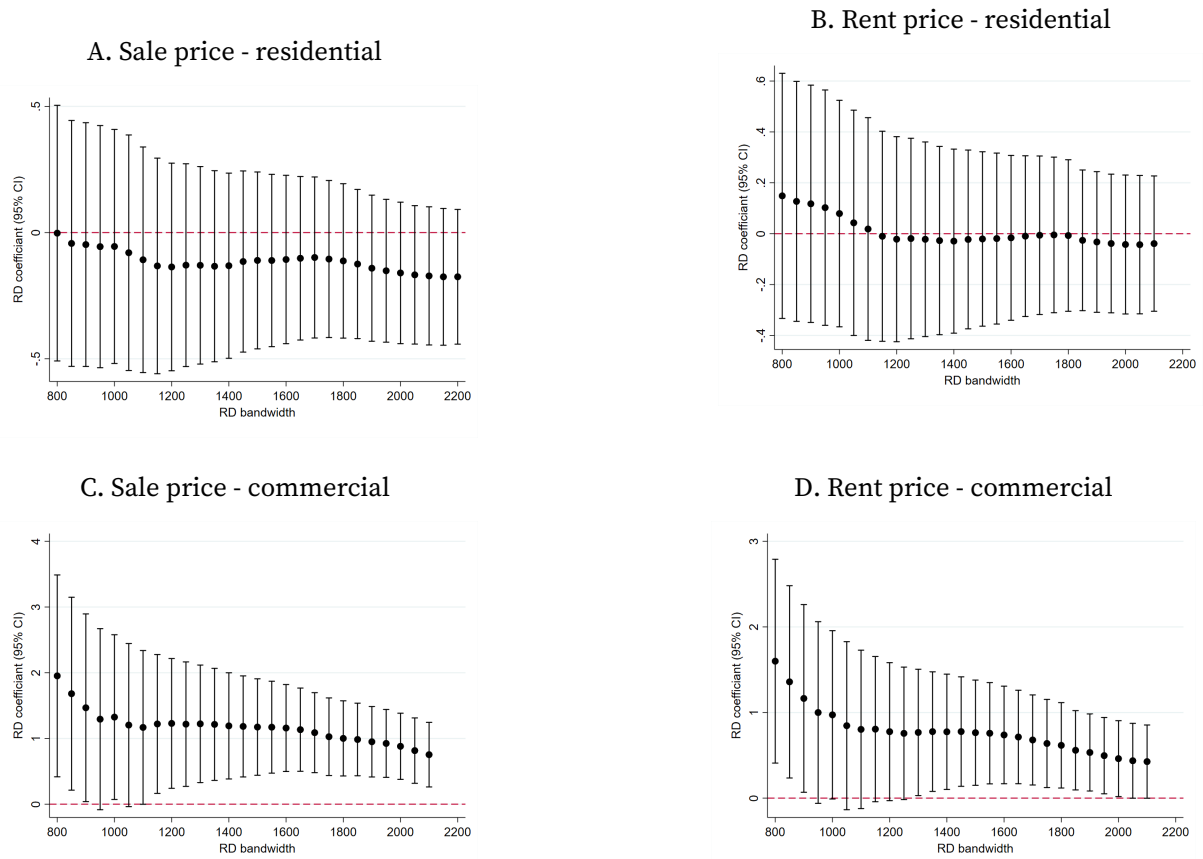 A. Sale price - residential
.5
0
-.5
RD coefficiant (95% CI)
800 1000 1200 1400 1600 1800 2000 2200
RD bandwidth
B. Rent price - residential
.6
.4
.2
0
-.2
-.4
RD coefficiant (95% CI)
800 1000 1200 1400 1600 1800 2000 2200
RD bandwidth
C. Sale price - commercial
4
3
2
1
0
RD coefficiant (95% CI)
800 1000 1200 1400 1600 1800 2000 2200
RD bandwidth
D. Rent price - commercial
3
2
1
0
RD coefficiant (95% CI)
800 1000 1200 1400 1600 1800 2000 2200
RD bandwidth